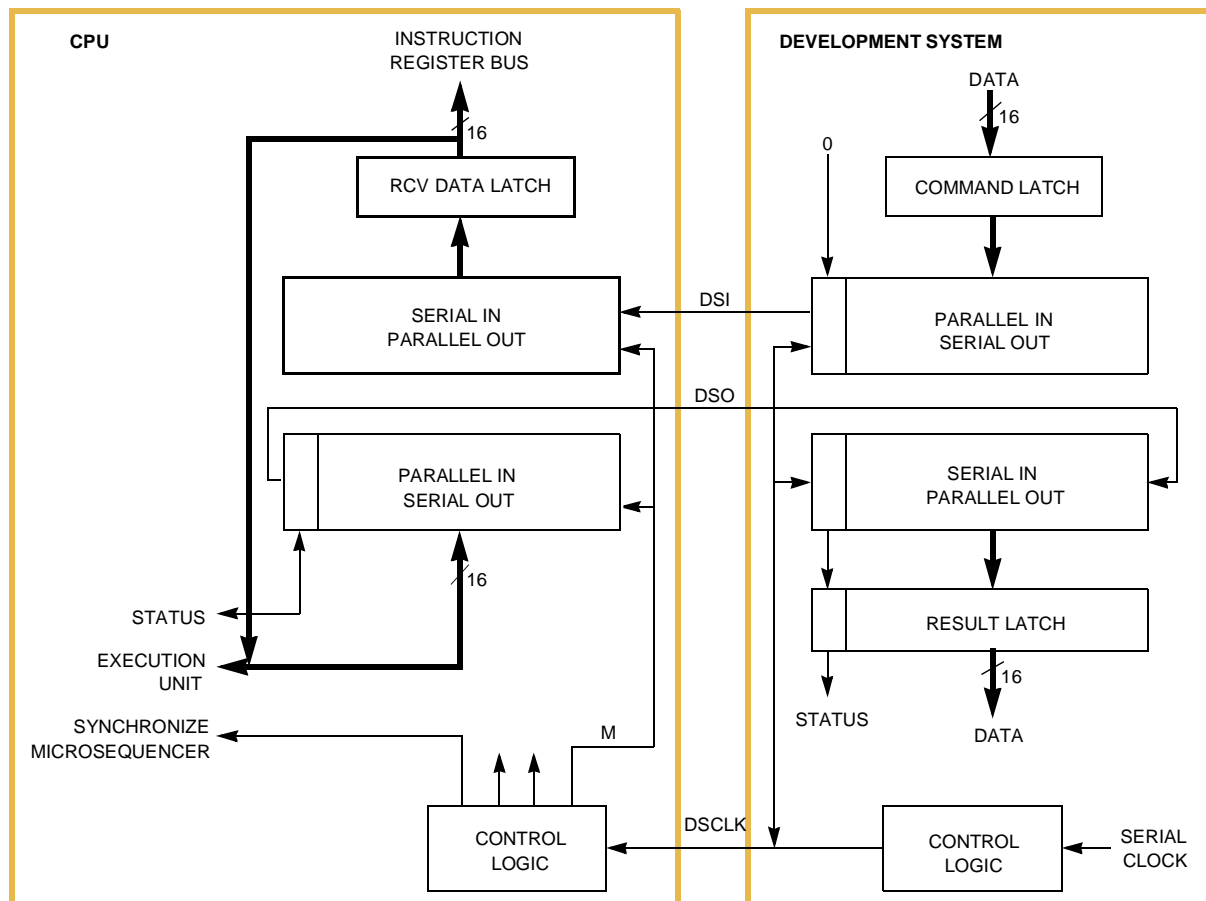 CPU
INSTRUCTION
REGISTER BUS
16
RCV DATA LATCH
SERIAL IN
PARALLEL OUT
PARALLEL IN
SERIAL OUT
16
STATUS
EXECUTION
UNIT
SYNCHRONIZE
MICROSEQUENCER
M
CONTROL
LOGIC
DSI
DSO
DSCLK
DEVELOPMENT SYSTEM
DATA
16
0
COMMAND LATCH
PARALLEL IN
SERIAL OUT
SERIAL IN
PARALLEL OUT
RESULT LATCH
16
STATUS
DATA
CONTROL
LOGIC
SERIAL
CLOCK